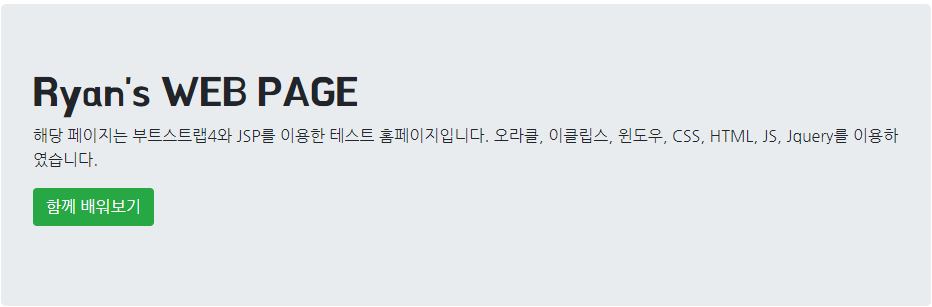 Ryan's WEB PAGE
해당 페이지는 부트스트랩4와 JSP를 이용한 테스트 홈페이지입니다. 오라클, 이클립스, 윈도우, CSS, HTML, JS, Jquery를 이용하
였습니다.
함께 배워보기